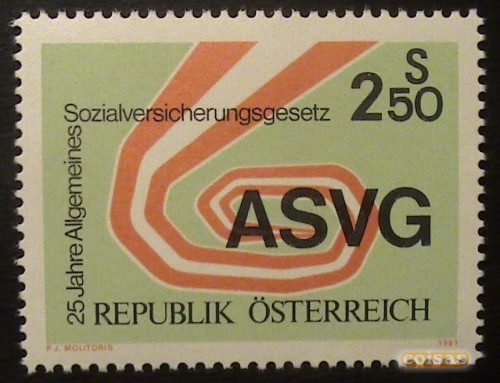 S
2 50
25 Jahre Allgemeines
Sozialversicherungsgesetz
ASVG
REPUBLIK ÖSTERREICH
P.J. MOLITORIS
1981
coisas